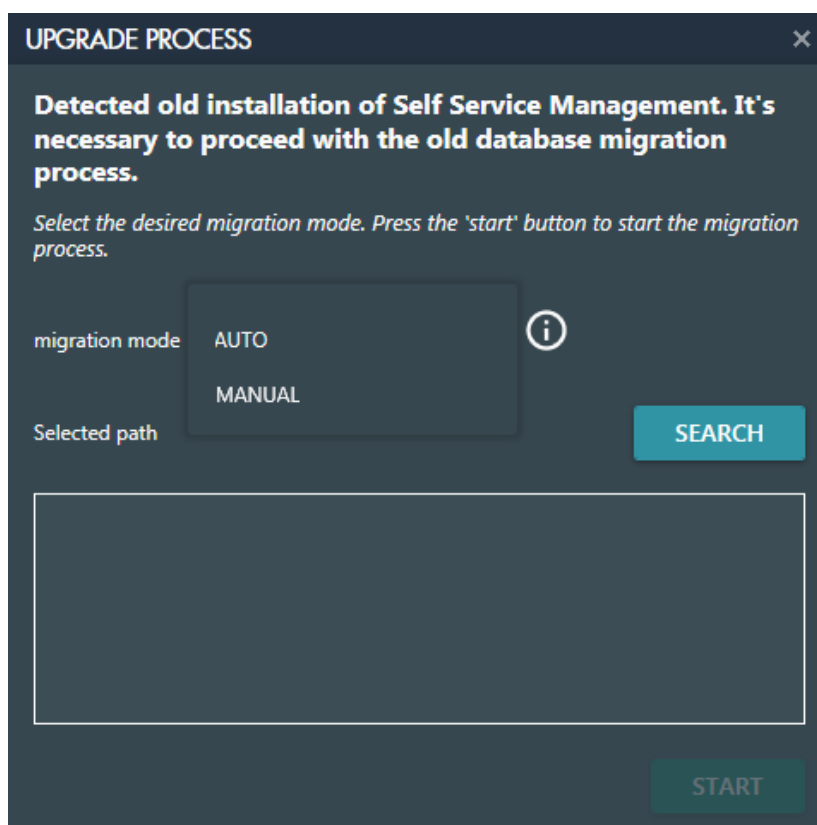 UPGRADE PROCESS
Detected old installation of Self Service Management. It's
necessary to proceed with the old database migration
process.
Select the desired migration mode. Press the 'start' button to start the migration
process.
migration mode
AUTO
MANUAL
Selected path
SEARCH
START